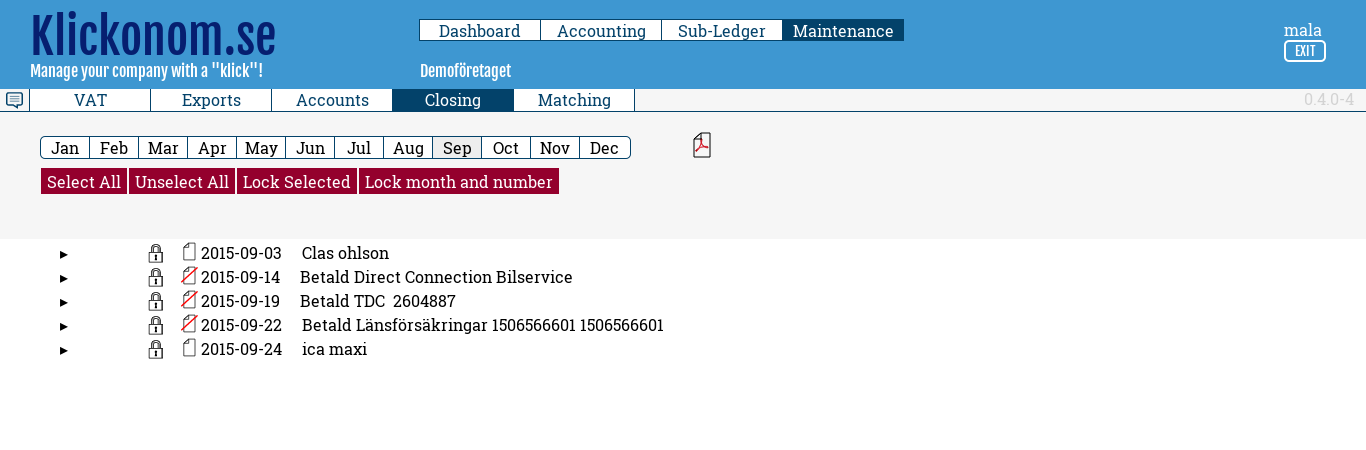 Klickonom.se
Manage your company with a "klick"!
Dashboard Accounting Sub-Ledger Maintenance
Demoföretaget
mala
EXIT
VAT Exports Accounts Closing Matching
0.4.0-4
Jan Feb Mar Apr May Jun Jul Aug Sep Oct Nov Dec
Select All Unselect All Lock Selected Lock month and number
2015-09-03 Clas ohlson
2015-09-14 Betald Direct Connection Bilservice
2015-09-19 Betald TDC 2604887
2015-09-22 Betald Länsförsäkringar 1506566601 1506566601
2015-09-24 ica maxi